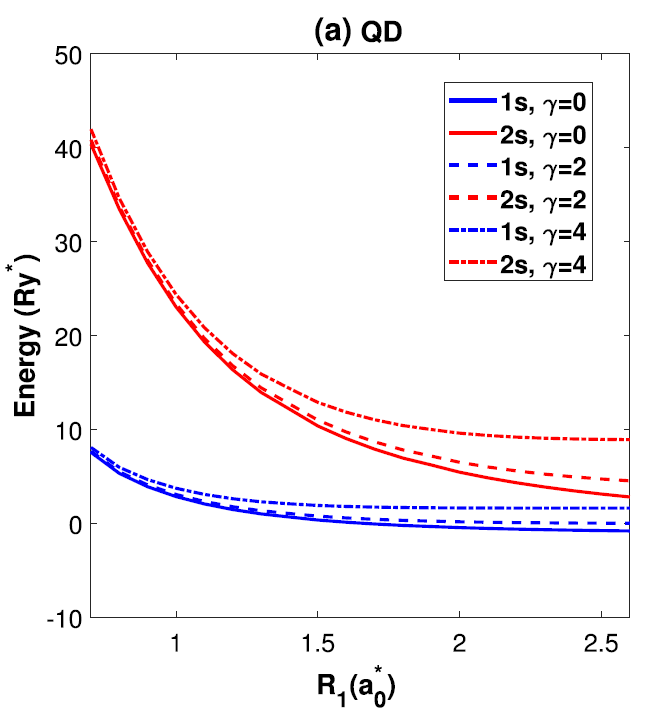 (a) QD
50
40
30
20
10
0
-10
Energy (Ry*)
1s, γ=0
2s, γ=0
1s, γ=2
2s, γ=2
1s, γ=4
2s, γ=4
1
1.5
2
2.5
R₁(a₀*)